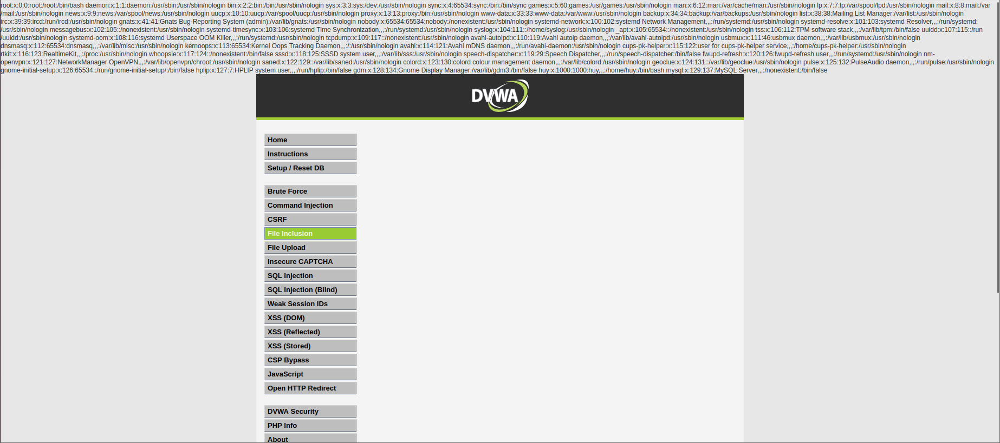 root:x:0:0:root:/root:/bin/bash daemon:x:1:1:daemon:/usr/sbin:/usr/sbin/nologin bin:x:2:2:bin:/bin:/usr/sbin/nologin sys:x:3:3:sys:/dev:/usr/sbin/nologin sync:x:4:65534:sync:/bin:/bin/sync games:x:5:60:games:/usr/games:/usr/sbin/nologin man:x:6:12:man:/var/cache/man:/usr/sbin/nologin lp:x:7:7:lp:/var/spool/lpd:/usr/sbin/nologin mail:x:8:8:mail:/var
/mail:/usr/sbin/nologin news:x:9:9:news:/var/spool/news:/usr/sbin/nologin uucp:x:10:10:uucp:/var/spool/uucp:/usr/sbin/nologin proxy:x:13:13:proxy:/bin:/usr/sbin/nologin www-data:x:33:33:www-data:/var/www:/usr/sbin/nologin backup:x:34:34:backup:/var/backups:/usr/sbin/nologin list:x:38:38:Mailing List Manager:/var/list:/usr/sbin/nologin
irc:x:39:39:ircd:/run/ircd:/usr/sbin/nologin gnats:x:41:41:Gnats Bug-Reporting System (admin):/var/lib/gnats:/usr/sbin/nologin nobody:x:65534:65534:nobody:/nonexistent:/usr/sbin/nologin systemd-network:x:100:102:systemd Network Management,,,:/run/systemd:/usr/sbin/nologin systemd-resolve:x:101:103:systemd Resolver,,,:/run/systemd:
/usr/sbin/nologin messagebus:x:102:105::/nonexistent:/usr/sbin/nologin systemd-timesync:x:103:106:systemd Time Synchronization,,,:/run/systemd:/usr/sbin/nologin syslog:x:104:111::/home/syslog:/usr/sbin/nologin _apt:x:105:65534::/nonexistent:/usr/sbin/nologin tss:x:106:112:TPM software stack,,,:/var/lib/tpm:/bin/false uuidd:x:107:115::/run
/uuidd:/usr/sbin/nologin systemd-oom:x:108:116:systemd Userspace OOM Killer,,,:/run/systemd:/usr/sbin/nologin tcpdump:x:109:117::/nonexistent:/usr/sbin/nologin avahi-autoipd:x:110:119:Avahi autoip daemon,,,:/var/lib/avahi-autoipd:/usr/sbin/nologin usbmux:x:111:46:usbmux daemon,,,:/var/lib/usbmux:/usr/sbin/nologin
dnsmasq:x:112:65534:dnsmasq,,,:/var/lib/misc:/usr/sbin/nologin kernoops:x:113:65534:Kernel Oops Tracking Daemon,,,:/:/usr/sbin/nologin avahi:x:114:121:Avahi mDNS daemon,,,:/run/avahi-daemon:/usr/sbin/nologin cups-pk-helper:x:115:122:user for cups-pk-helper service,,,:/home/cups-pk-helper:/usr/sbin/nologin
rtkit:x:116:123:RealtimeKit,,,:/proc:/usr/sbin/nologin whoopsie:x:117:124::/nonexistent:/bin/false sssd:x:118:125:SSSD system user,,,:/var/lib/sss:/usr/sbin/nologin speech-dispatcher:x:119:29:Speech Dispatcher,,,:/run/speech-dispatcher:/bin/false fwupd-refresh:x:120:126:fwupd-refresh user,,,:/run/systemd:/usr/sbin/nologin nm-
openvpn:x:121:127:NetworkManager OpenVPN,,,:/var/lib/openvpn/chroot:/usr/sbin/nologin saned:x:122:129::/var/lib/saned:/usr/sbin/nologin colord:x:123:130:colord colour management daemon,,,:/var/lib/colord:/usr/sbin/nologin geoclue:x:124:131::/var/lib/geoclue:/usr/sbin/nologin pulse:x:125:132:PulseAudio daemon,,,:/run/pulse:/usr/sbin/nologin
gnome-initial-setup:x:126:65534::/run/gnome-initial-setup/:/bin/false hplip:x:127:7:HPLIP system user,,,:/run/hplip:/bin/false gdm:x:128:134:Gnome Display Manager:/var/lib/gdm3:/bin/false huy:x:1000:1000:huy,,,:/home/huy:/bin/bash mysql:x:129:137:MySQL Server,,,:/nonexistent:/bin/false
DVWA
Home
Instructions
Setup / Reset DB
Brute Force
Command Injection
CSRF
File Inclusion
File Upload
Insecure CAPTCHA
SQL Injection
SQL Injection (Blind)
Weak Session IDs
XSS (DOM)
XSS (Reflected)
XSS (Stored)
CSP Bypass
JavaScript
Open HTTP Redirect
DVWA Security
PHP Info
About